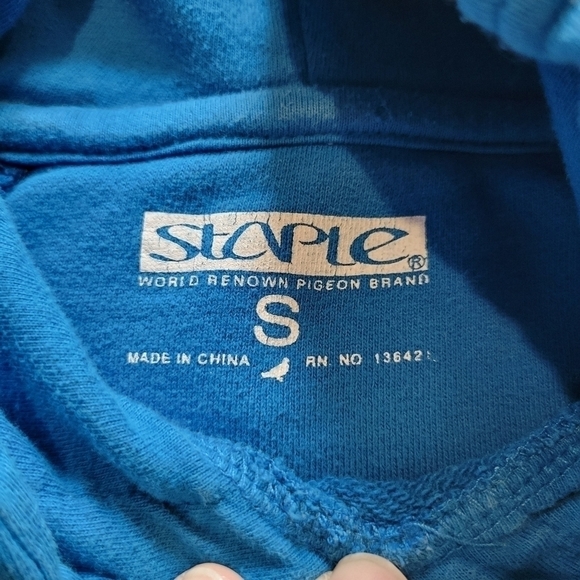 Staple®
WORLD RENOWN PIGEON BRAND
S
MADE IN CHINA RN. NO